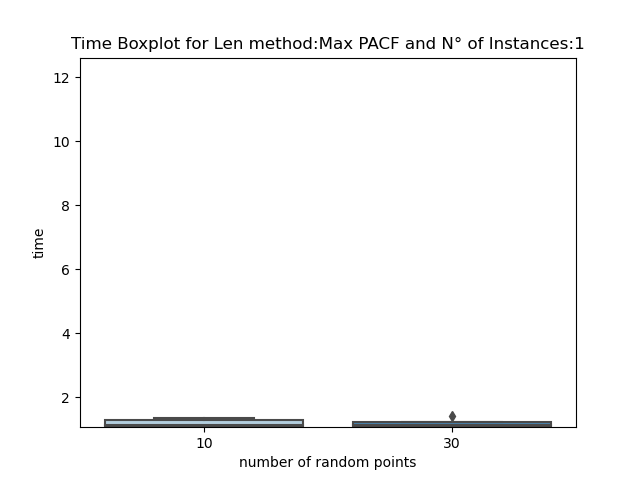 Time Boxplot for Len method:Max PACF and N° of Instances:1
12
10
8
6
4
2
time
10 30
number of random points